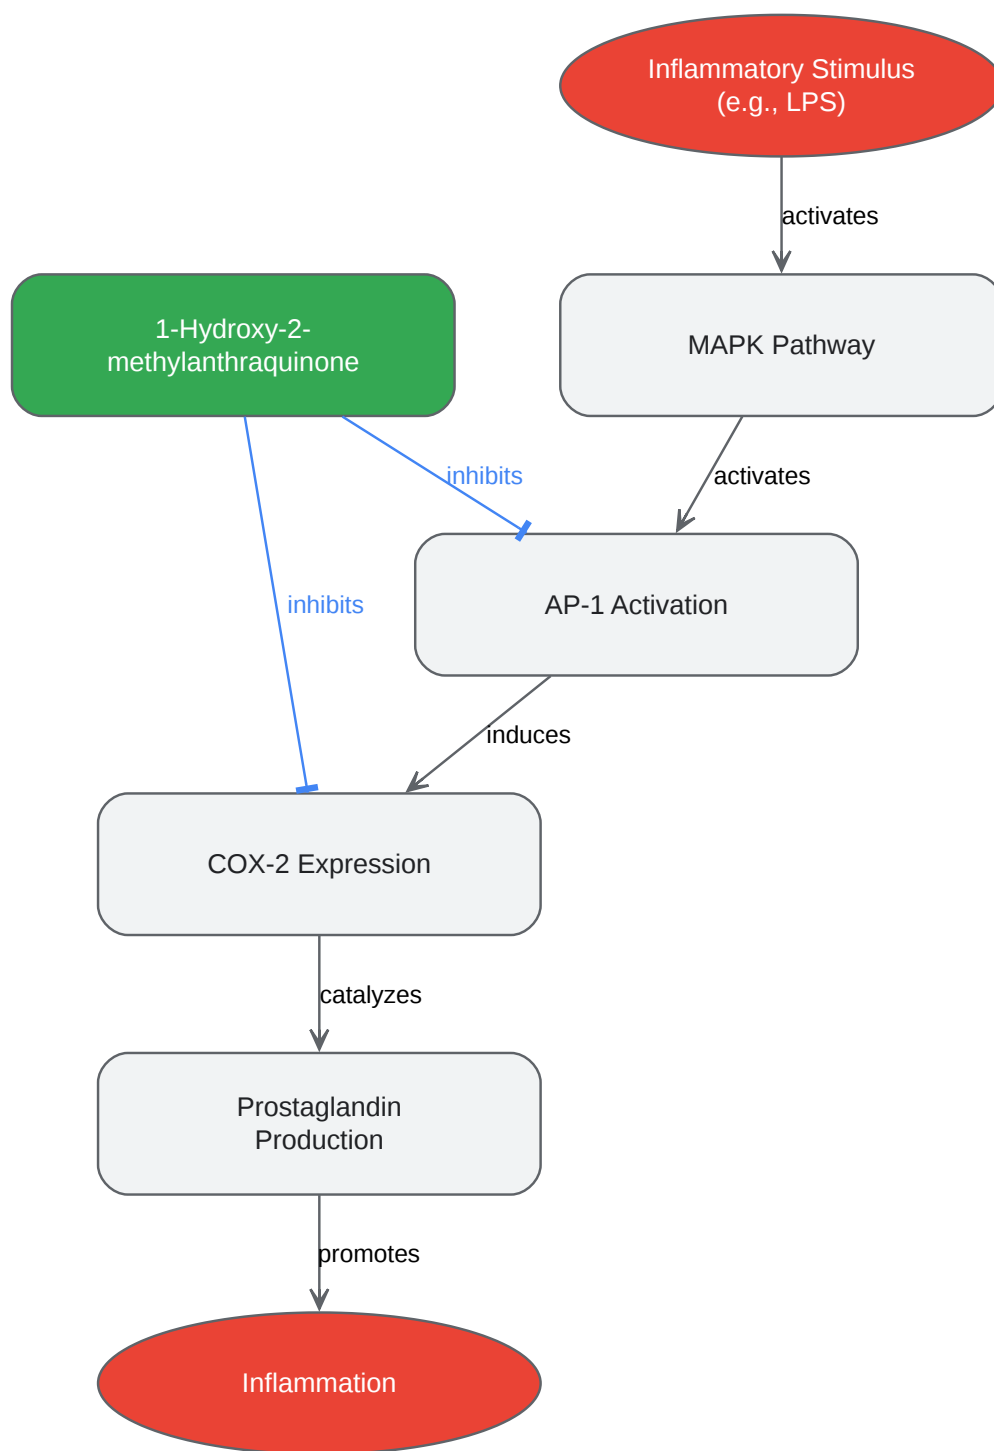 Inflammatory Stimulus
(e.g., LPS)
activates
1-Hydroxy-2-
methylanthraquinone
MAPK Pathway
inhibits
activates
inhibits
AP-1 Activation
induces
COX-2 Expression
catalyzes
Prostaglandin
Production
promotes
Inflammation